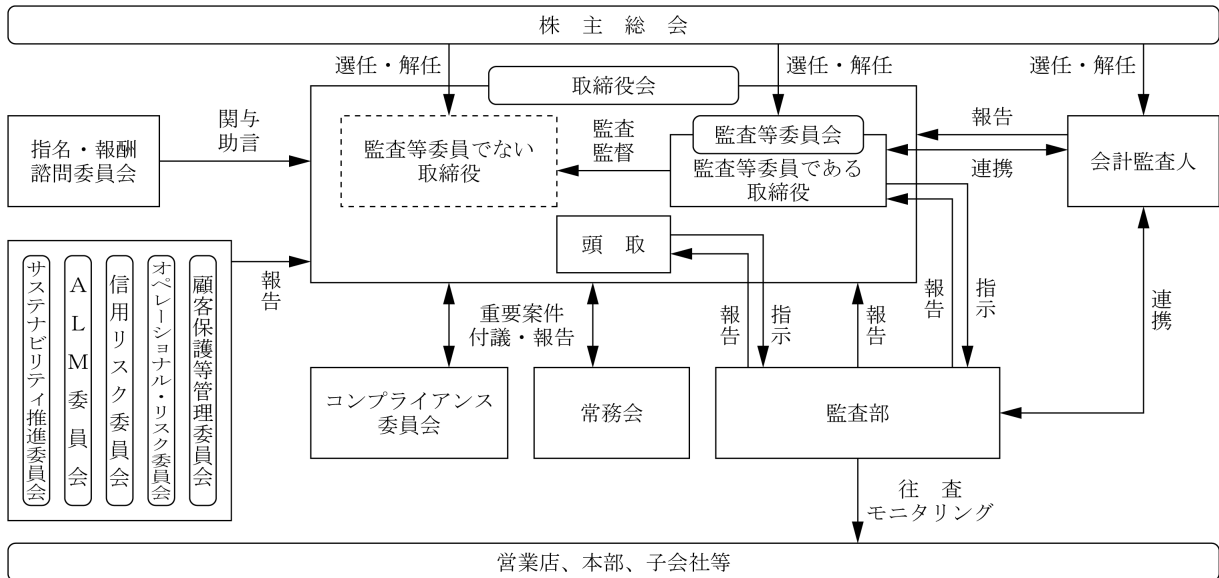 株　主　総　会
選任・解任
選任・解任
選任・解任
取締役会
指名・報酬
諮問委員会
関与
助言
監査等委員でない
取締役
監査
監督
監査等委員会
監査等委員である
取締役
報告
連携
会計監査人
頭　取
サステナビリティ推進委員会
ＡＬＭ委員会
信用リスク委員会
オペレーショナル・リスク委員会
顧客保護等管理委員会
報告
重要案件
付議・報告
報告
指示
報告
報告
指示
連携
コンプライアンス
委員会
常務会
監査部
往　査
モニタリング
営業店、本部、子会社等